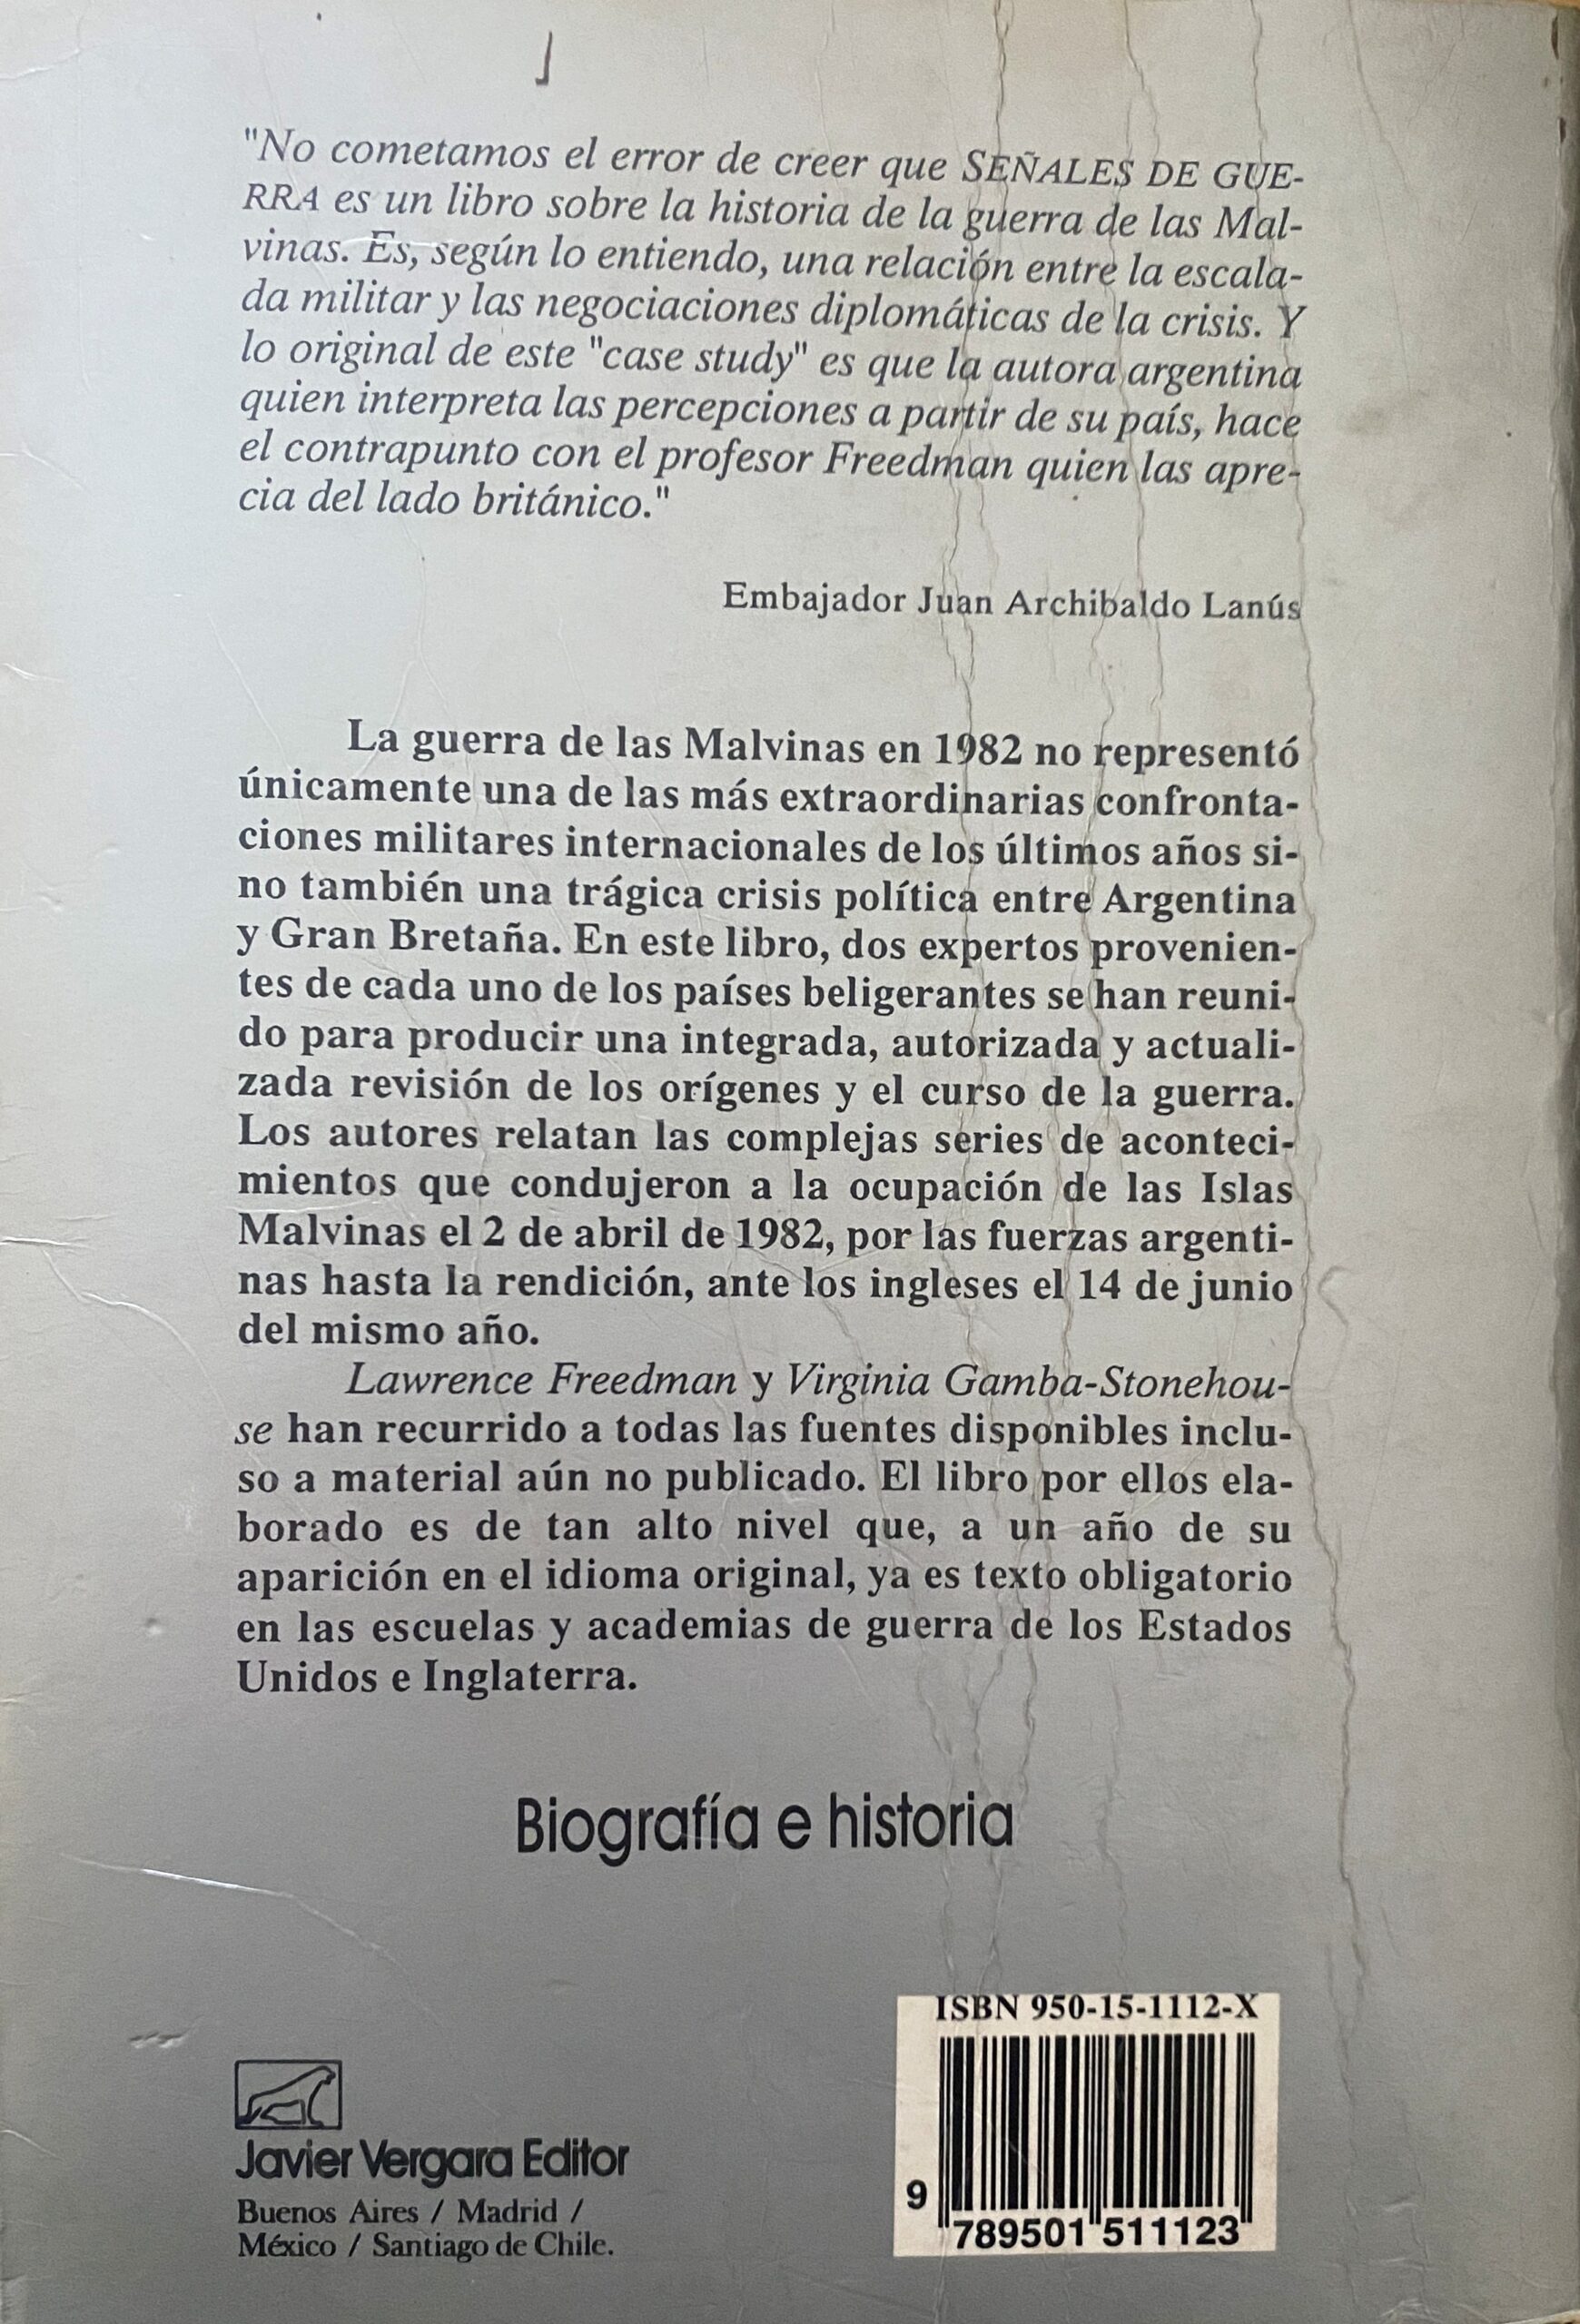 "No cometamos el error de creer que SEÑALES DE GUE-
RRA es un libro sobre la historia de la guerra de las Mal-
vinas. Es, según lo entiendo, una relación entre la escala-
da militar y las negociaciones diplomáticas de la crisis. Y
lo original de este "case study" es que la autora argentina
quien interpreta las percepciones a partir de su país, hace
el contrapunto con el profesor Freedman quien las apre-
cia del lado británico."
Embajador Juan Archibaldo Lanús
La guerra de las Malvinas en 1982 no representó
únicamente una de las más extraordinarias confronta-
ciones militares internacionales de los últimos años si-
no también una trágica crisis política entre Argentina
y Gran Bretaña. En este libro, dos expertos provenien-
tes de cada uno de los países beligerantes se han reuni-
do para producir una integrada, autorizada y actuali-
zada revisión de los orígenes y el curso de la guerra.
Los autores relatan las complejas series de aconteci-
mientos que condujeron a la ocupación de las Islas
Malvinas el 2 de abril de 1982, por las fuerzas argenti-
nas hasta la rendición, ante los ingleses el 14 de junio
del mismo año.
Lawrence Freedman y Virginia Gamba-Stonehou-
se han recurrido a todas las fuentes disponibles inclu-
so a material aún no publicado. El libro por ellos ela-
borado es de tan alto nivel que, a un año de su
aparición en el idioma original, ya es texto obligatorio
en las escuelas y academias de guerra de los Estados
Unidos e Inglaterra.
Biografía e historia
ISBN 950-15-1112-X
9 789501 511123
Javier Vergara Editor
Buenos Aires / Madrid /
México / Santiago de Chile.